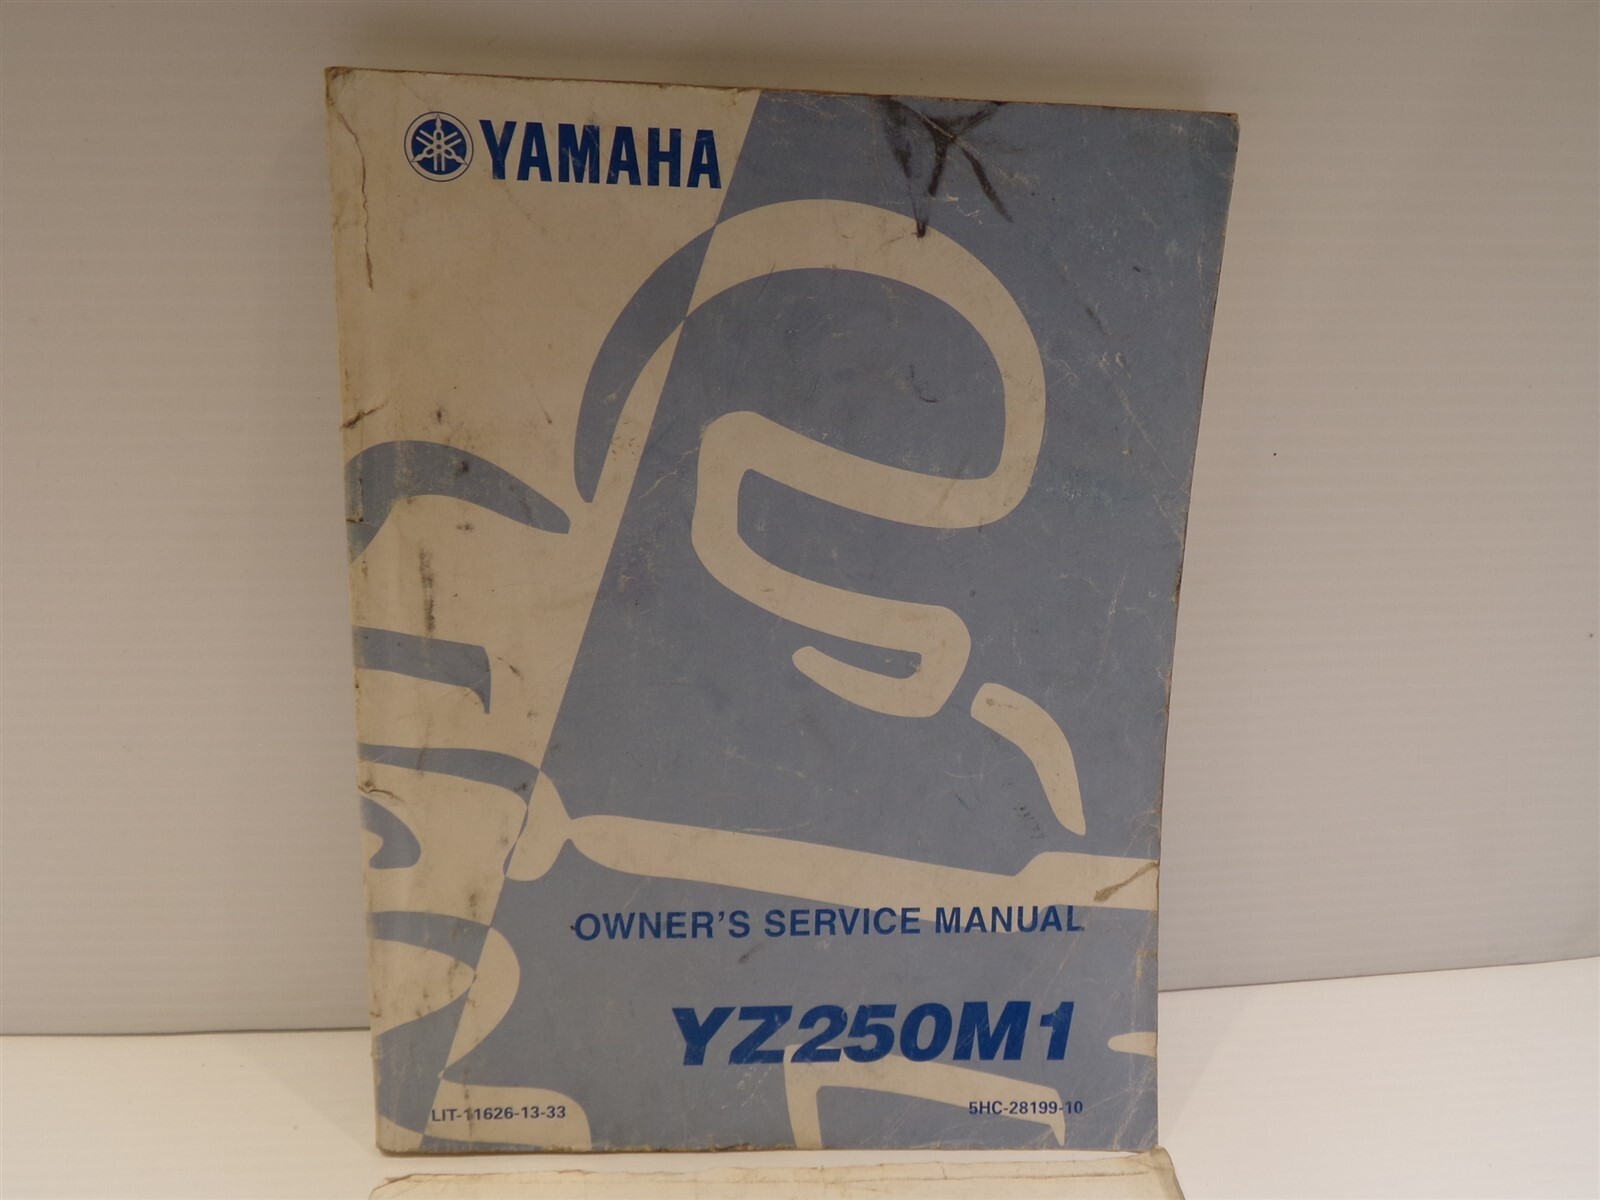 YAMAHA
OWNER'S SERVICE MANUAL
YZ250M1
LIT-11626-13-33
5HC-28199-10